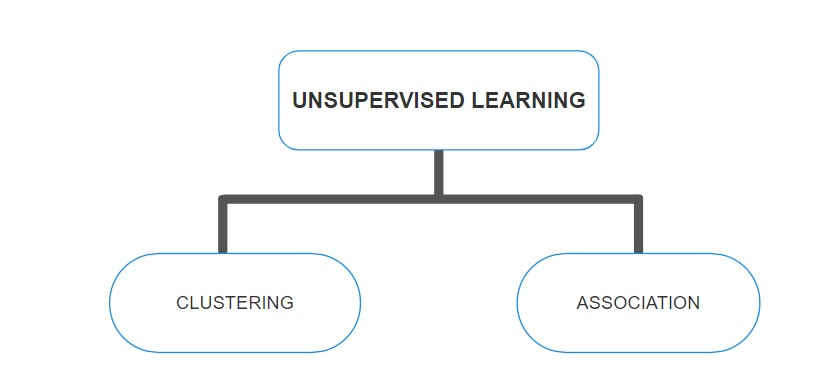 UNSUPERVISED LEARNING
CLUSTERING
ASSOCIATION